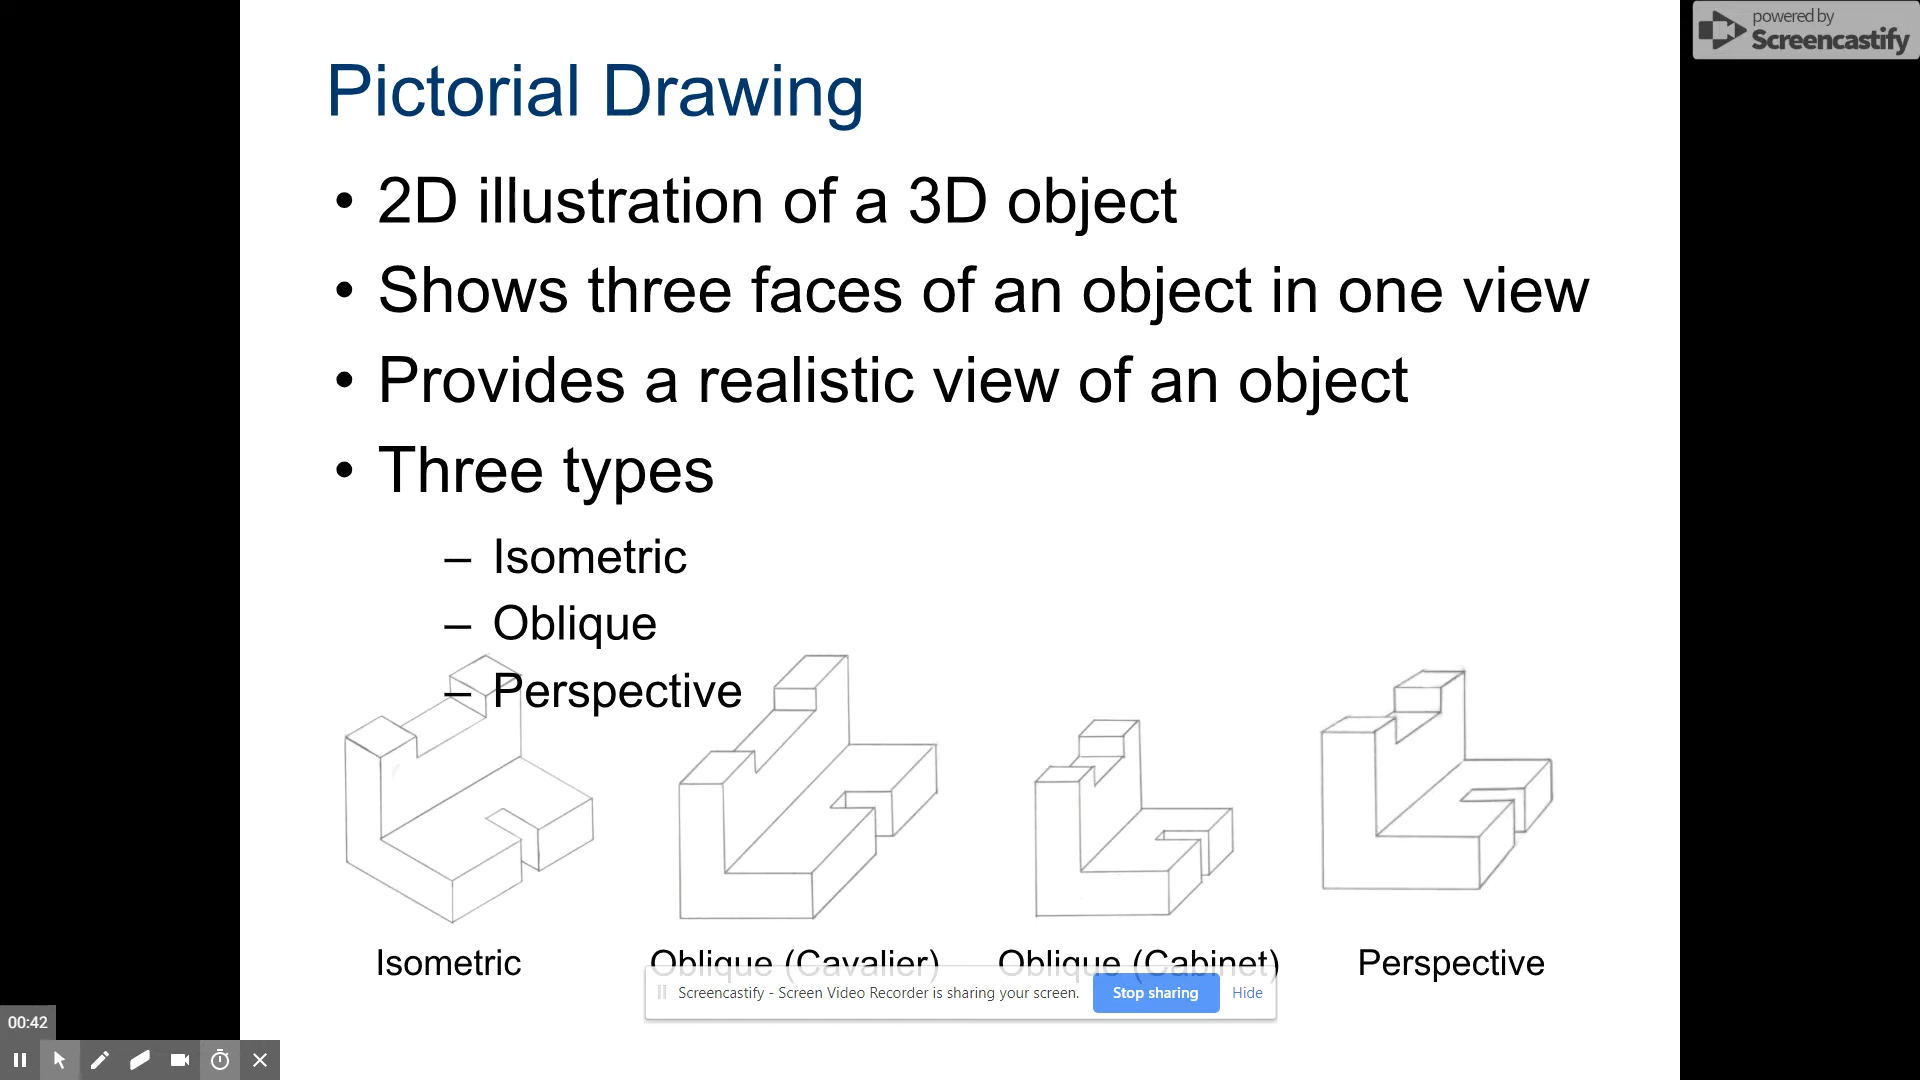 powered by
Screencastify
Pictorial Drawing
• 2D illustration of a 3D object
• Shows three faces of an object in one view
• Provides a realistic view of an object
• Three types
– Isometric
– Oblique
– Perspective
Isometric
Oblique (Cavalier)
Oblique (Cabinet)
Perspective
Screencastify - Screen Video Recorder is sharing your screen.
Stop sharing
Hide
00:42